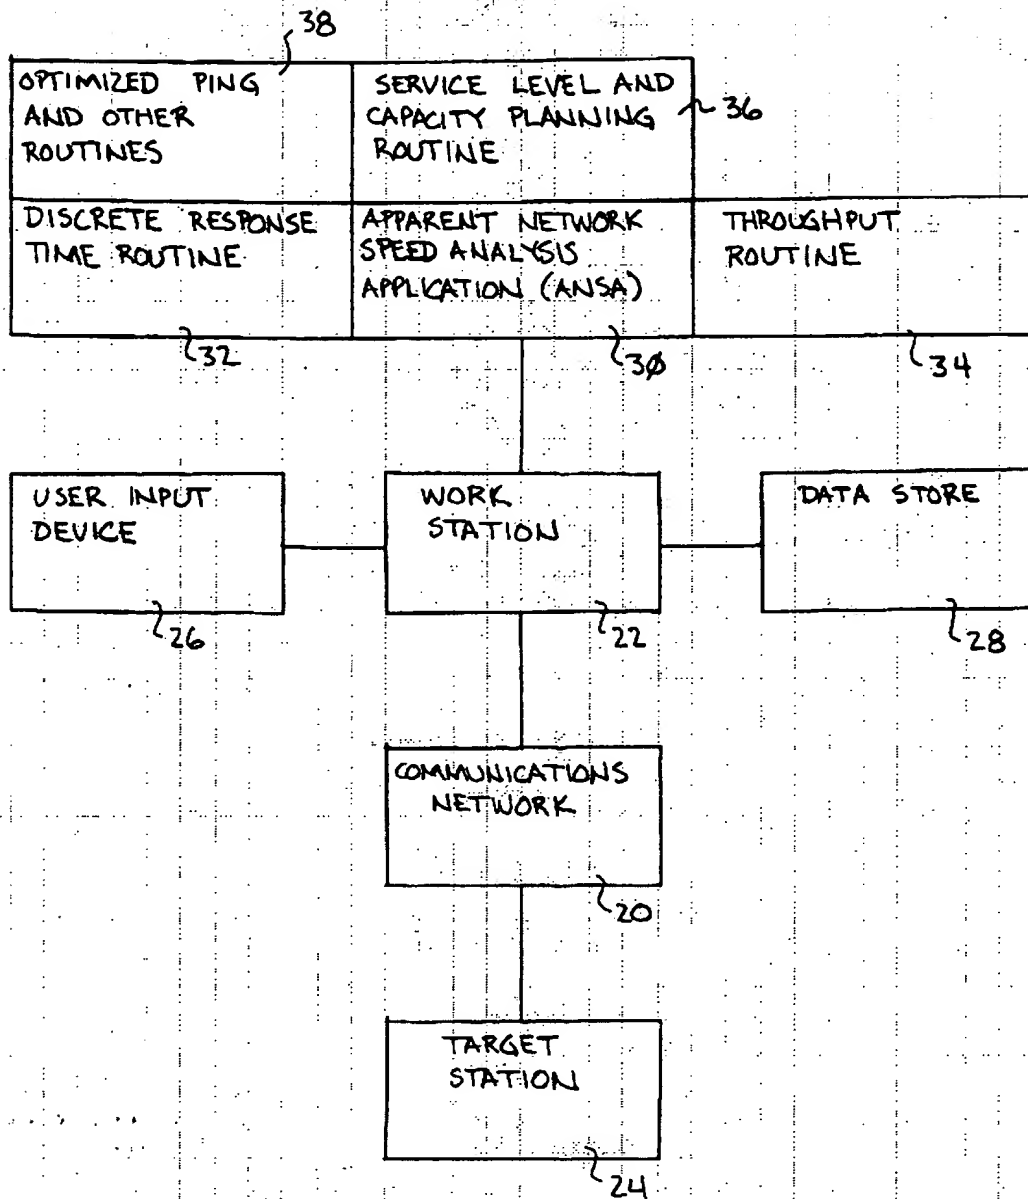 38
OPTIMIZED PING
AND OTHER
ROUTINES
SERVICE LEVEL AND
CAPACITY PLANNING
ROUTINE
36
DISCRETE RESPONSE
TIME ROUTINE
APPARENT NETWORK
SPEED ANALYSIS
APPLICATION (ANSA)
THROUGHPUT
ROUTINE
32
30
34
USER INPUT
DEVICE
WORK
STATION
DATA STORE
26
22
28
COMMUNICATIONS
NETWORK
20
TARGET
STATION
24